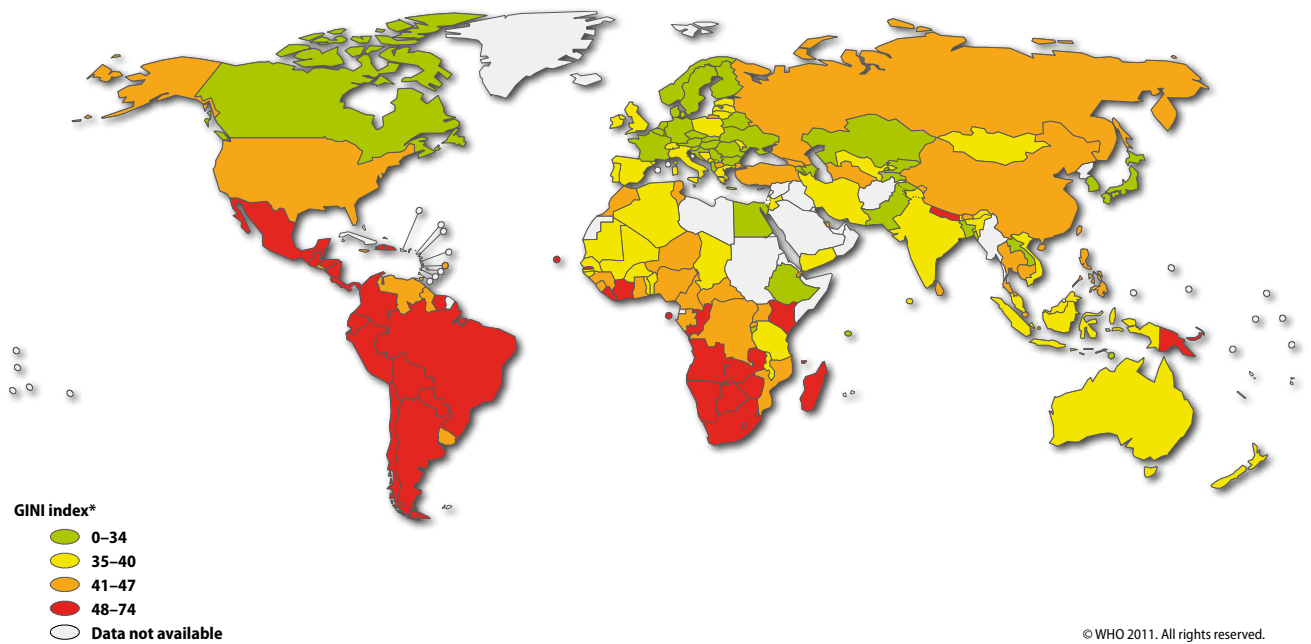 GINI index*
0–34
35–40
41–47
48–74
Data not available
© WHO 2011. All rights reserved.